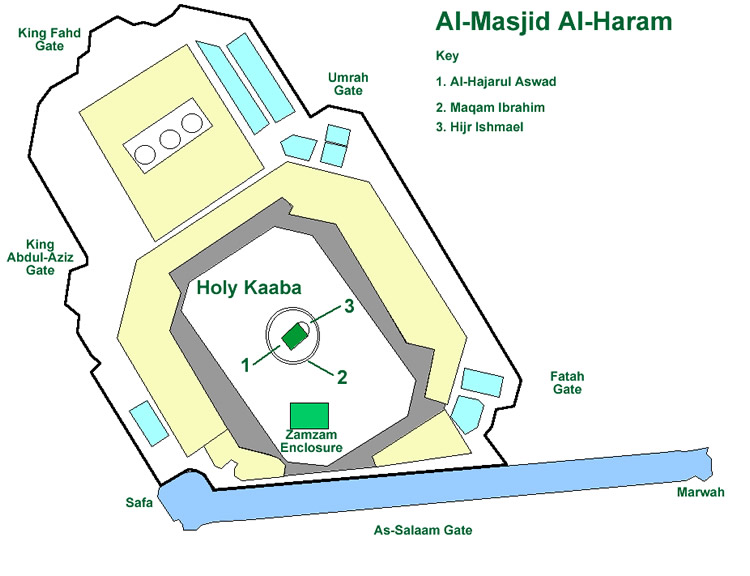 Al-Masjid Al-Haram
Key
1. Al-Hajarul Aswad
2. Maqam Ibrahim
3. Hijr Ishmael
King Fahd
Gate
Umrah
Gate
King
Abdul-Aziz
Gate
Holy Kaaba
3
1
2
Fatah
Gate
Zamzam
Enclosure
Safa
Marwah
As-Salaam Gate